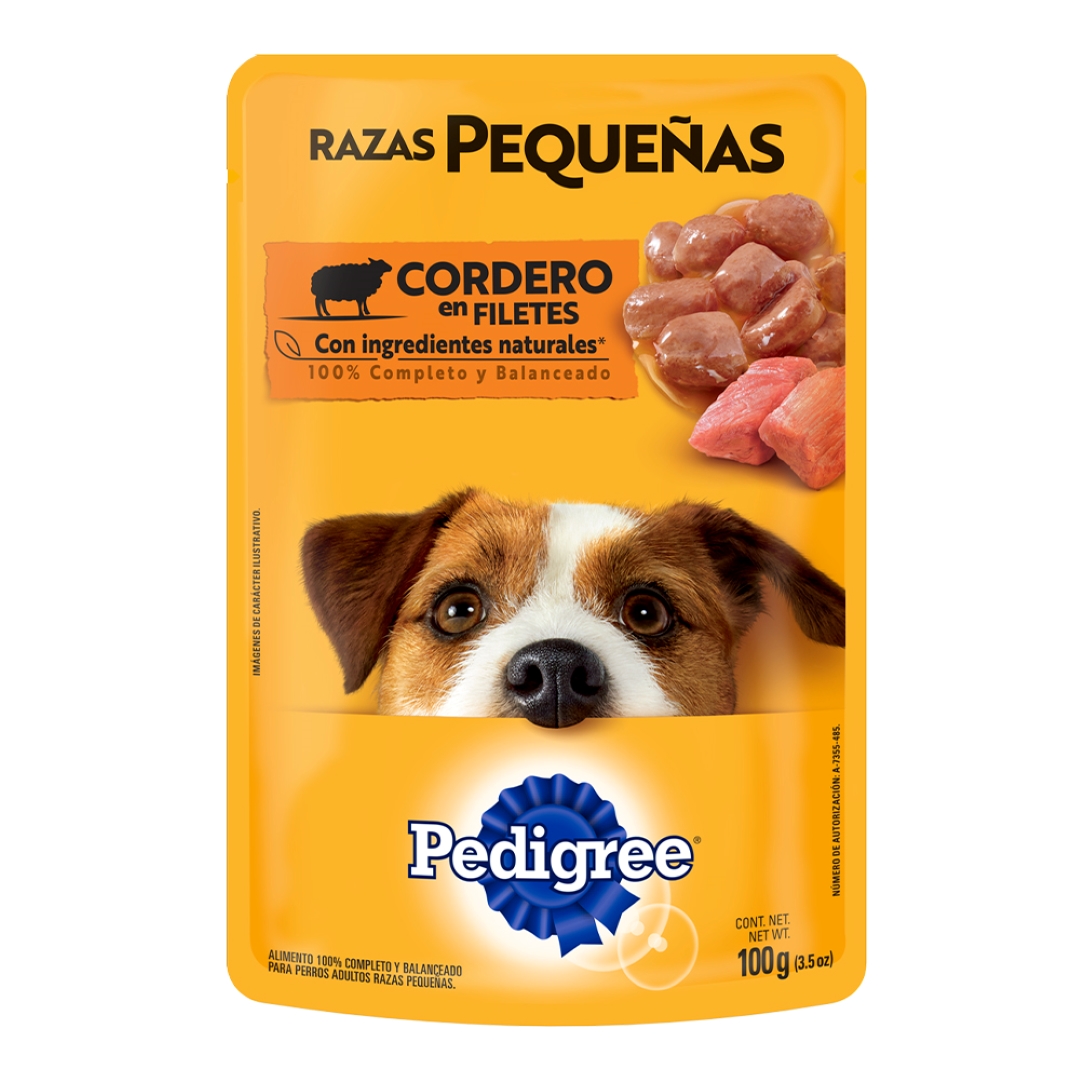 RAZAS PEQUEÑAS
CORDERO
en FILETES
Con ingredientes naturales*
100% Completo y Balanceado
IMÁGENES DE CARÁCTER ILUSTRATIVO.
Pedigree®
NÚMERO DE AUTORIZACIÓN: A-7355-485.
CONT. NET.
NET WT.
100g (3.5 oz)
ALIMENTO 100% COMPLETO Y BALANCEADO
PARA PERROS ADULTOS RAZAS PEQUEÑAS.